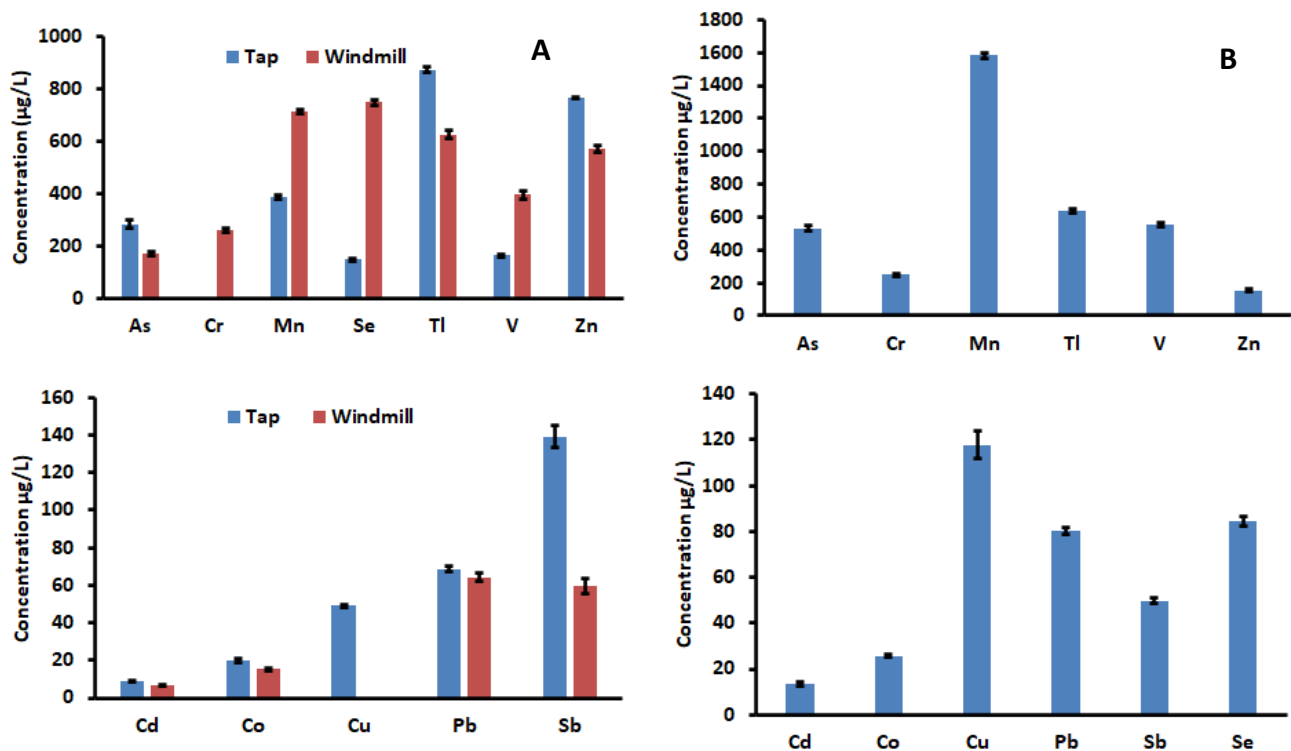 A
Tap Windmill
Concentration (µg/L)
1000
800
600
400
200
0
As Cr Mn Se Tl V Zn
B
Concentration µg/L)
1800
1600
1400
1200
1000
800
600
400
200
0
As Cr Mn Tl V Zn
Tap Windmill
Concentration µg/L)
160
140
120
100
80
60
40
20
0
Cd Co Cu Pb Sb
Concentration µg/L)
140
120
100
80
60
40
20
0
Cd Co Cu Pb Sb Se